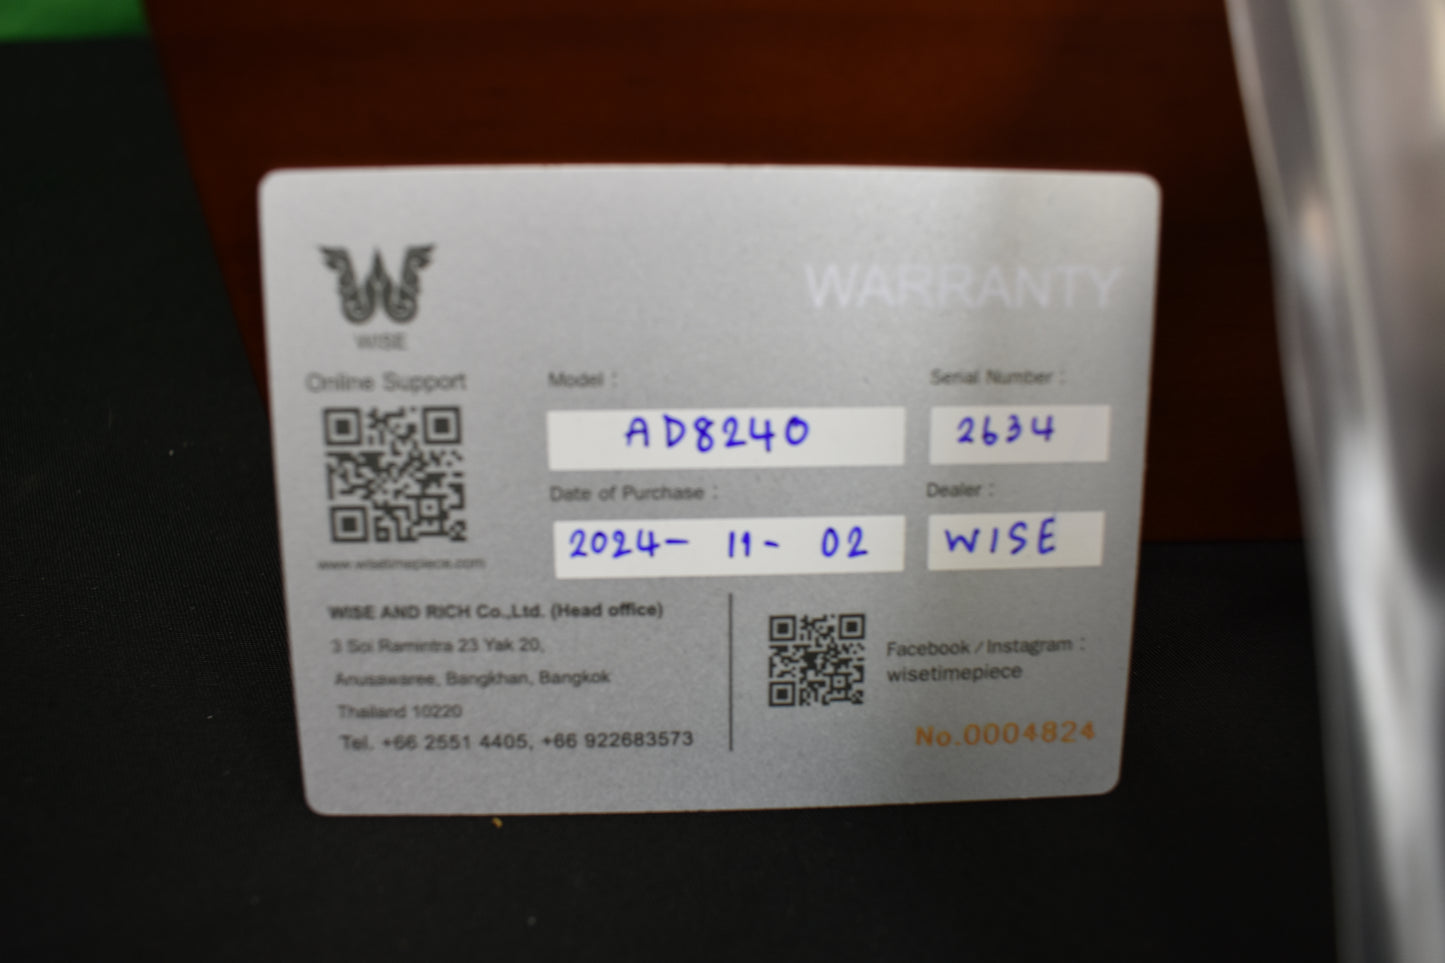 WISE
WARRANTY
Online Support
www.wisetimepiece.com
Model :
AD8240
Serial Number :
2634
Date of Purchase :
2024- 11- 02
Dealer :
WISE
WISE AND RICH Co.,Ltd. (Head office)
3 Soi Ramintra 23 Yak 20,
Anusawaree, Bangkhan, Bangkok
Thailand 10220
Tel. +66 2551 4405, +66 922683573
Facebook / Instagram :
wisetimepiece
No.0004824